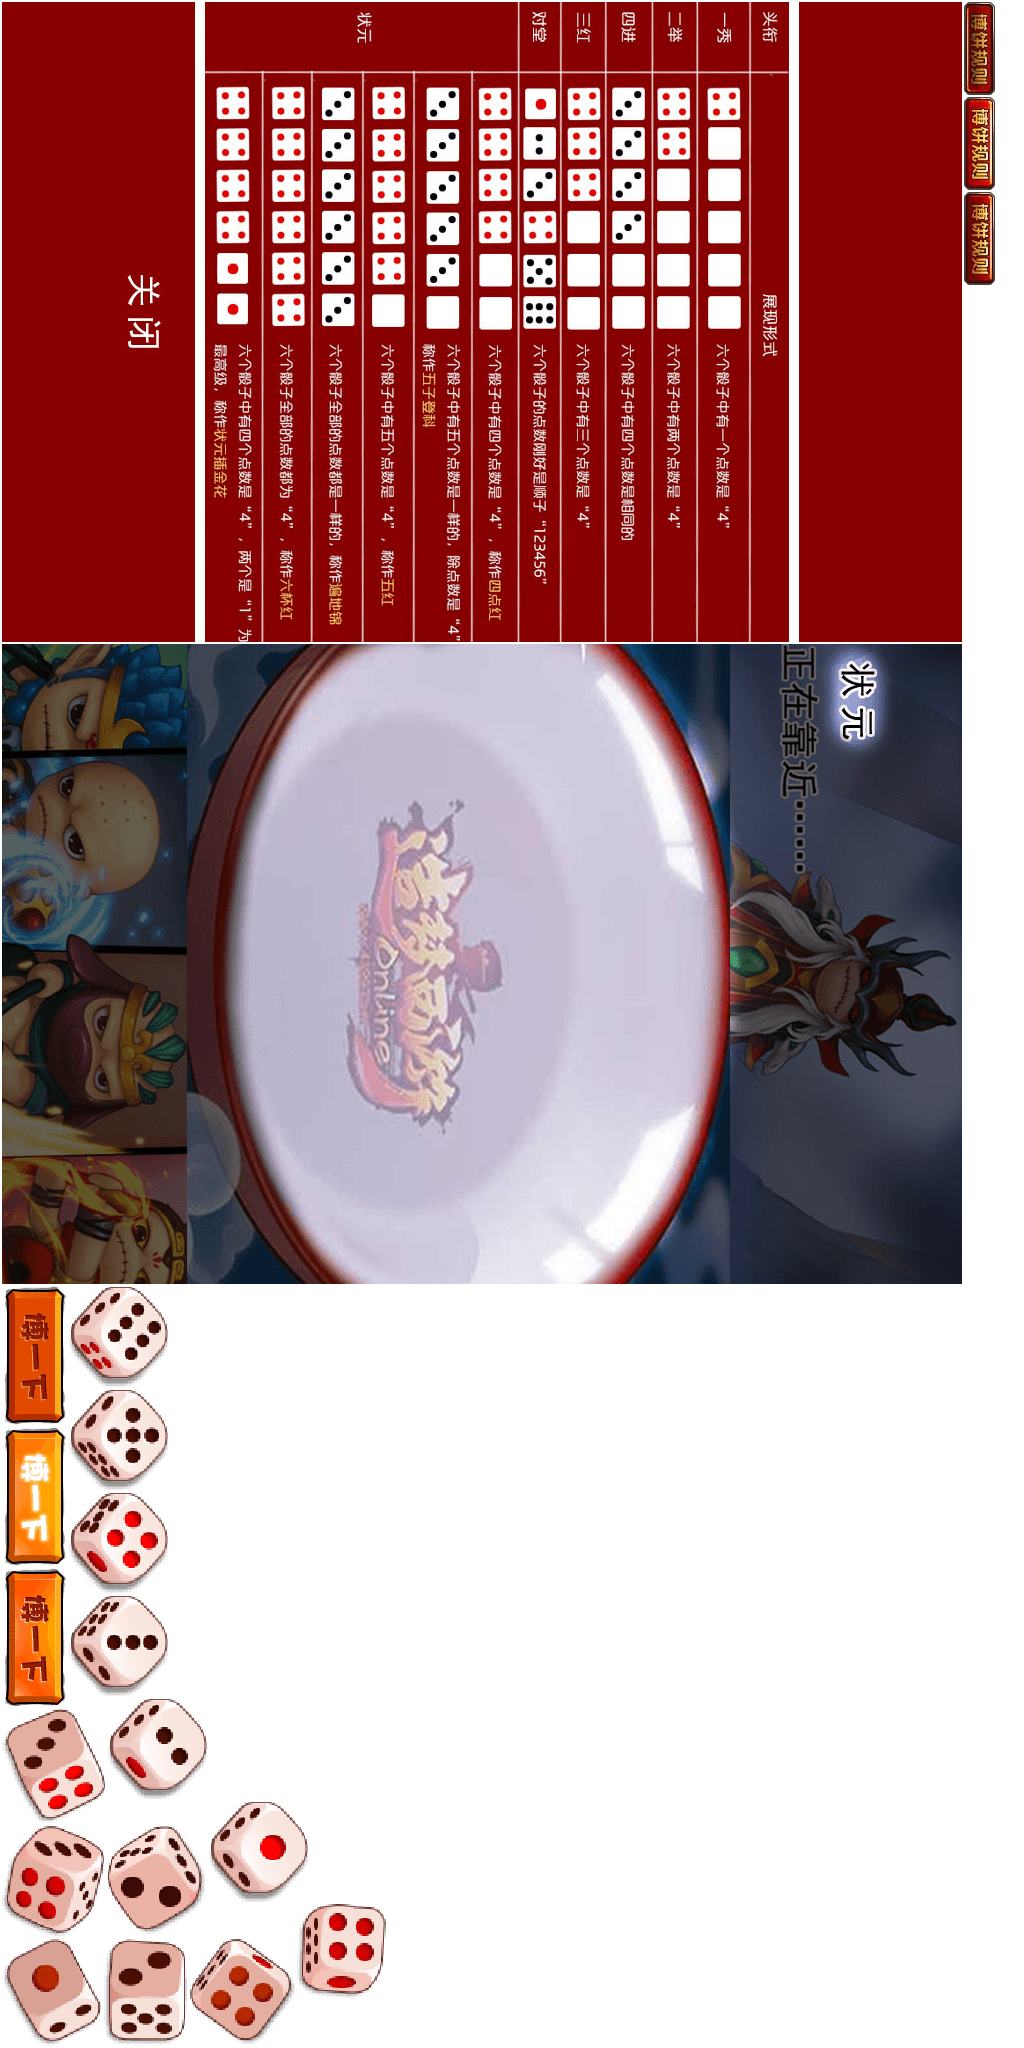 博饼规则
博饼规则
博饼规则
头衔
展现形式
一秀
六个骰子中有一个点数是“4”
二举
六个骰子中有两个点数是“4”
四进
六个骰子中有四个点数是相同的
三红
六个骰子中有三个点数是“4”
对堂
六个骰子的点数刚好是顺子“123456”
状元
六个骰子中有四个点数是“4”，称作四点红
六个骰子中有五个点数是一样的，除点数是“4”
称作五子登科
六个骰子中有五个点数是“4”，称作五红
六个骰子全部的点数都是一样的，称作遍地锦
六个骰子全部的点数都为“4”，称作六杯红
六个骰子中有四个点数是“4”，两个是“1”为
最高级，称作状元插金花
关闭
状元
正在靠近......
Online
博一下
博一下
博一下